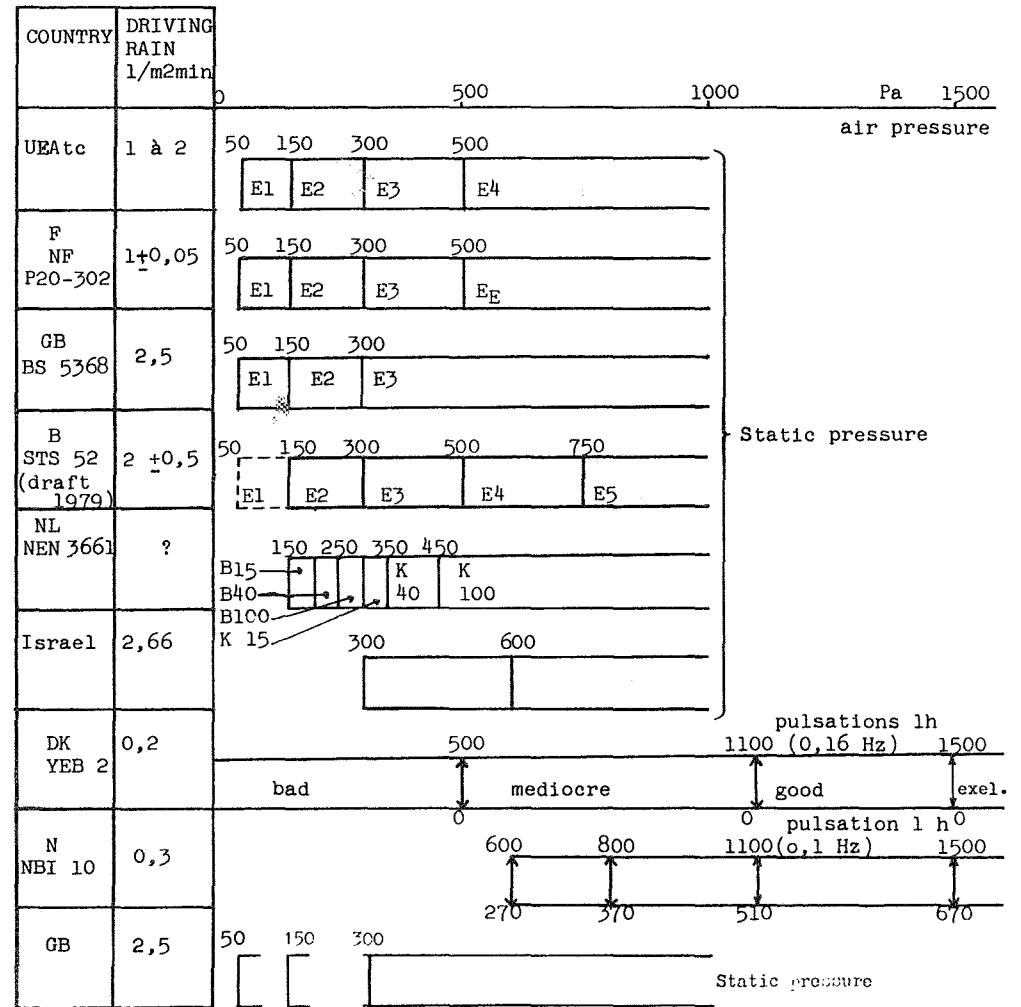 COUNTRY
DRIVING
RAIN
l/m2min
0 500 1000 Pa 1500
air pressure
UEAtc
1 à 2
50 150 300 500
E1 E2 E3 E4
F
NF
P20-302
1±0,05
50 150 300 500
E1 E2 E3 EE
GB
BS 5368
2,5
50 150 300
E1 E2 E3
B
STS 52
(draft
1979)
2 ±0,5
50 150 300 500 750
E1 E2 E3 E4 E5
Static pressure
NL
NEN 3661
?
150 250 350 450
B15
B40
B100
K 15
K
40
K
100
Israel
2,66
300 600
DK
YEB 2
0,2
pulsations 1h
500 1100 (0,16 Hz) 1500
bad mediocre good exel.
0 0 0
N
NBI 10
0,3
pulsation 1 h
600 800 1100 (o,1 Hz) 1500
270 370 510 670
GB
2,5
50 150 300
Static pressure